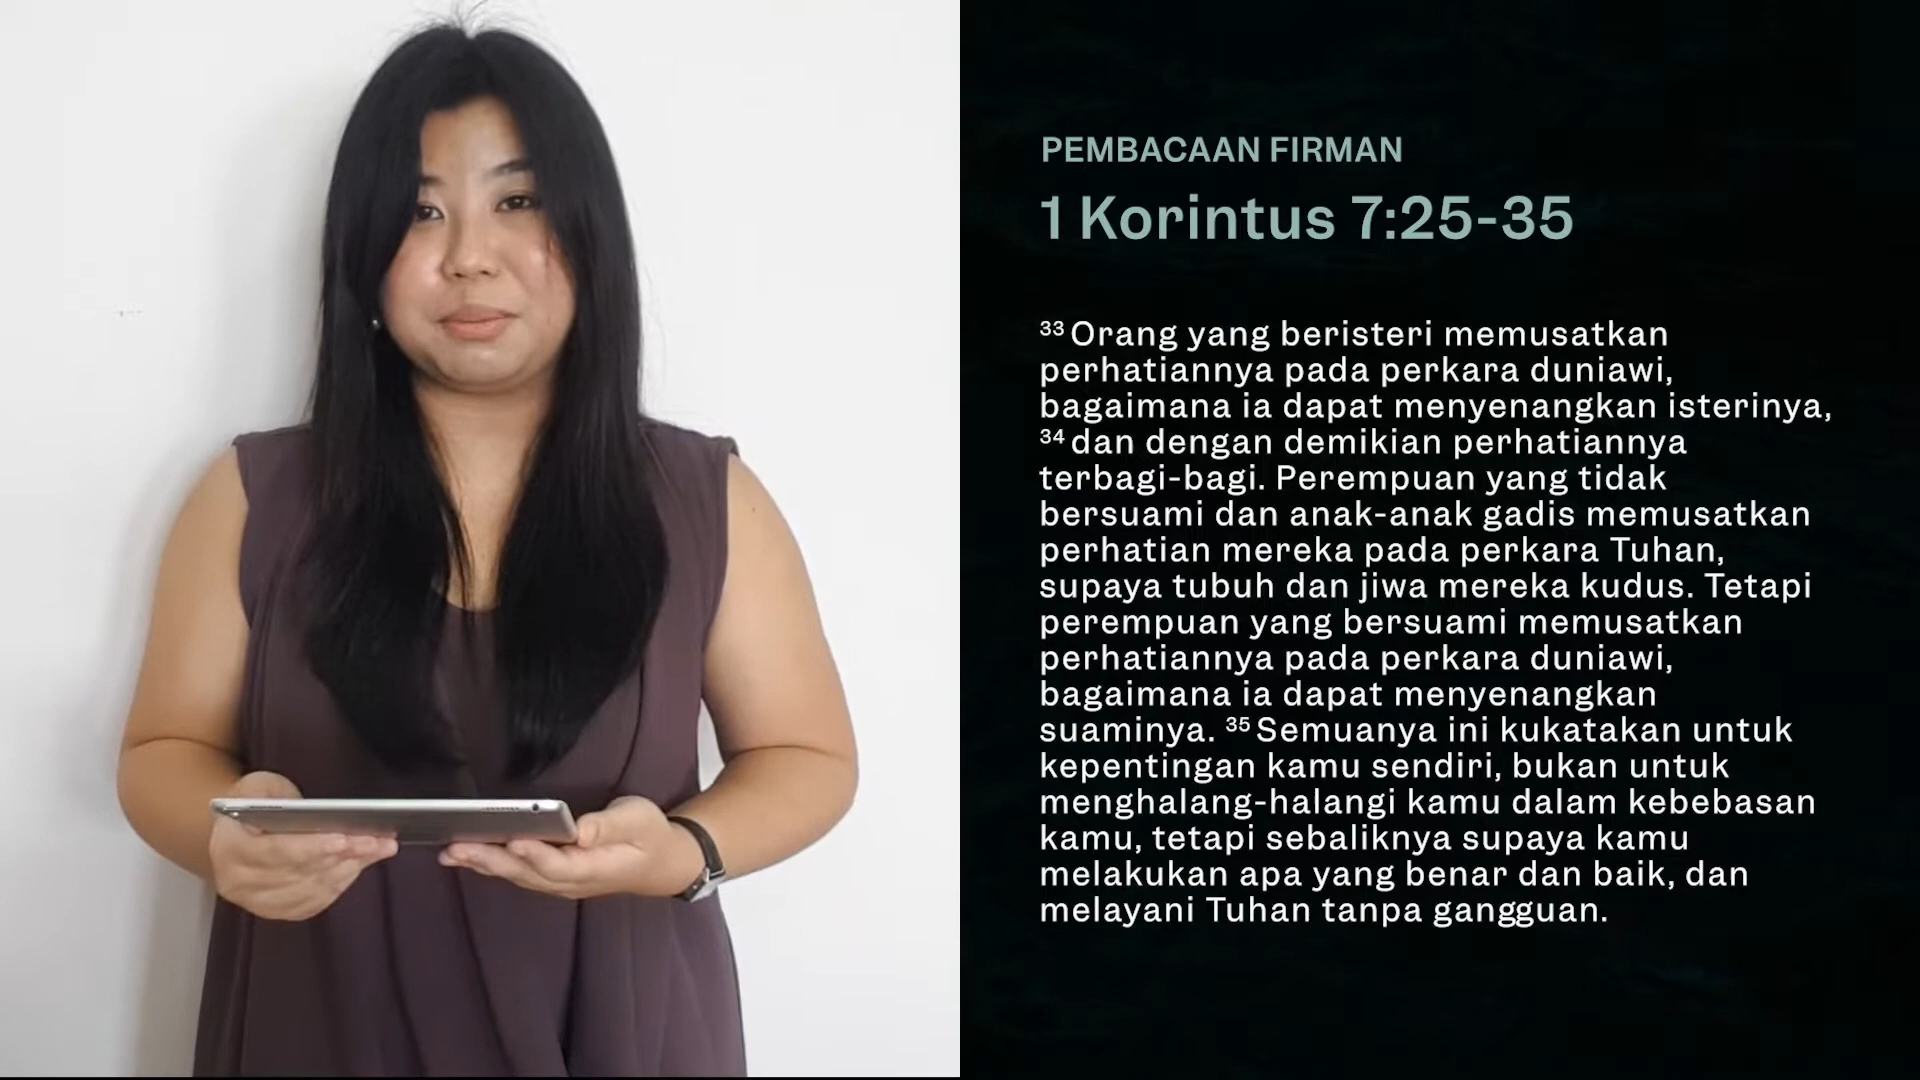 PEMBACAAN FIRMAN
1 Korintus 7:25-35
33 Orang yang beristeri memusatkan
perhatiannya pada perkara duniawi,
bagaimana ia dapat menyenangkan isterinya,
34 dan dengan demikian perhatiannya
terbagi-bagi. Perempuan yang tidak
bersuami dan anak-anak gadis memusatkan
perhatian mereka pada perkara Tuhan,
supaya tubuh dan jiwa mereka kudus. Tetapi
perempuan yang bersuami memusatkan
perhatiannya pada perkara duniawi,
bagaimana ia dapat menyenangkan
suaminya. 35 Semuanya ini kukatakan untuk
kepentingan kamu sendiri, bukan untuk
menghalang-halangi kamu dalam kebebasan
kamu, tetapi sebaliknya supaya kamu
melakukan apa yang benar dan baik, dan
melayani Tuhan tanpa gangguan.